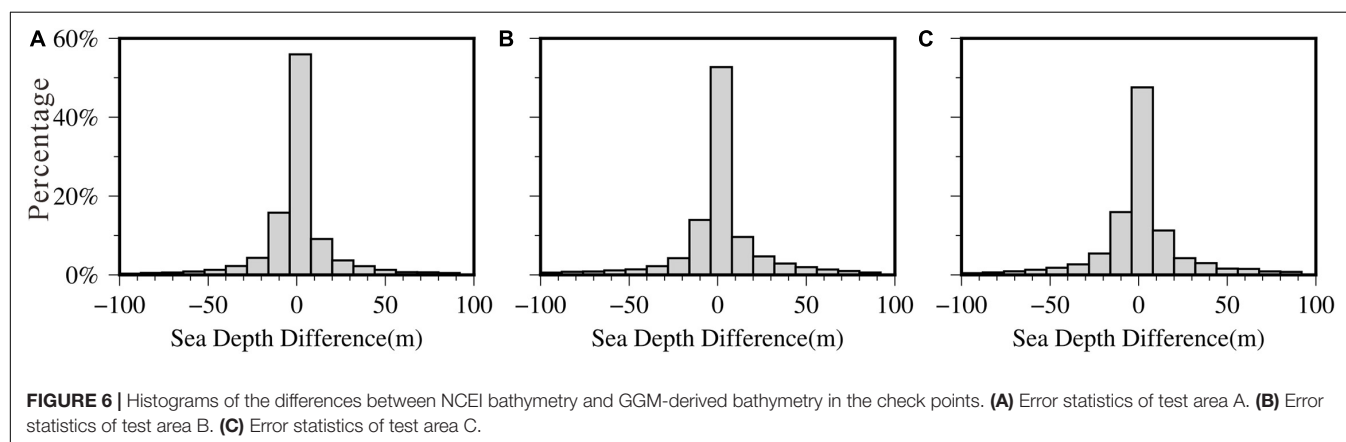 A
B
C
60%
40%
20%
0%
Percentage
−100 −50 0 50 100
−100 −50 0 50 100
−100 −50 0 50 100
Sea Depth Difference(m)
Sea Depth Difference(m)
Sea Depth Difference(m)
FIGURE 6 | Histograms of the differences between NCEI bathymetry and GGM-derived bathymetry in the check points. (A) Error statistics of test area A. (B) Error
statistics of test area B. (C) Error statistics of test area C.